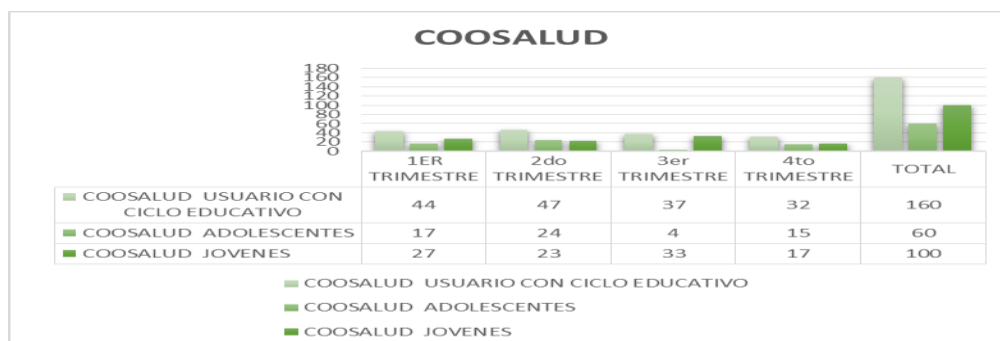 COOSALUD
180
160
140
120
100
80
60
40
20
0
1ER TRIMESTRE 2do TRIMESTRE 3er TRIMESTRE 4to TRIMESTRE TOTAL
COOSALUD USUARIO CON CICLO EDUCATIVO 44 47 37 32 160
COOSALUD ADOLESCENTES 17 24 4 15 60
COOSALUD JOVENES 27 23 33 17 100
COOSALUD USUARIO CON CICLO EDUCATIVO
COOSALUD ADOLESCENTES
COOSALUD JOVENES